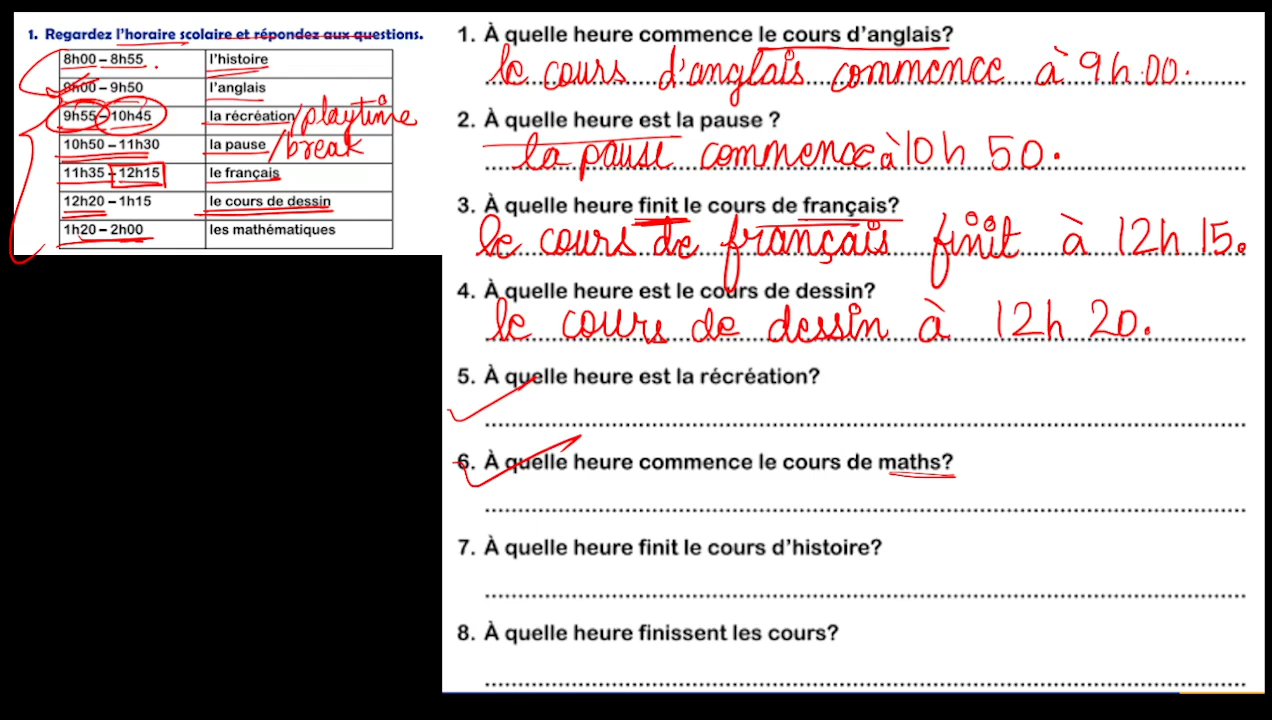 1. Regardez l'horaire scolaire et répondez aux questions.
8h00 – 8h55 l'histoire
9h00 – 9h50 l'anglais
9h55 – 10h45 la récréation / playtime
10h50 – 11h30 la pause / break
11h35 – 12h15 le français
12h20 – 1h15 le cours de dessin
1h20 – 2h00 les mathématiques
1. À quelle heure commence le cours d'anglais?
le cours d'anglais commence à 9h00.
2. À quelle heure est la pause ?
la pause commence à 10h 50.
3. À quelle heure finit le cours de français?
le cours de français finit à 12h 15.
4. À quelle heure est le cours de dessin?
le cours de dessin à 12h 20.
5. À quelle heure est la récréation?
6. À quelle heure commence le cours de maths?
7. À quelle heure finit le cours d'histoire?
8. À quelle heure finissent les cours?